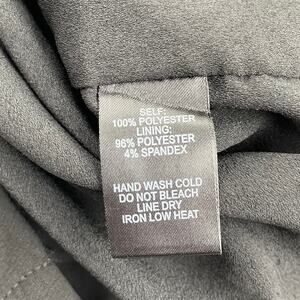 SELF:
100% POLYESTER
LINING:
96% POLYESTER
4% SPANDEX
HAND WASH COLD
DO NOT BLEACH
LINE DRY
IRON LOW HEAT